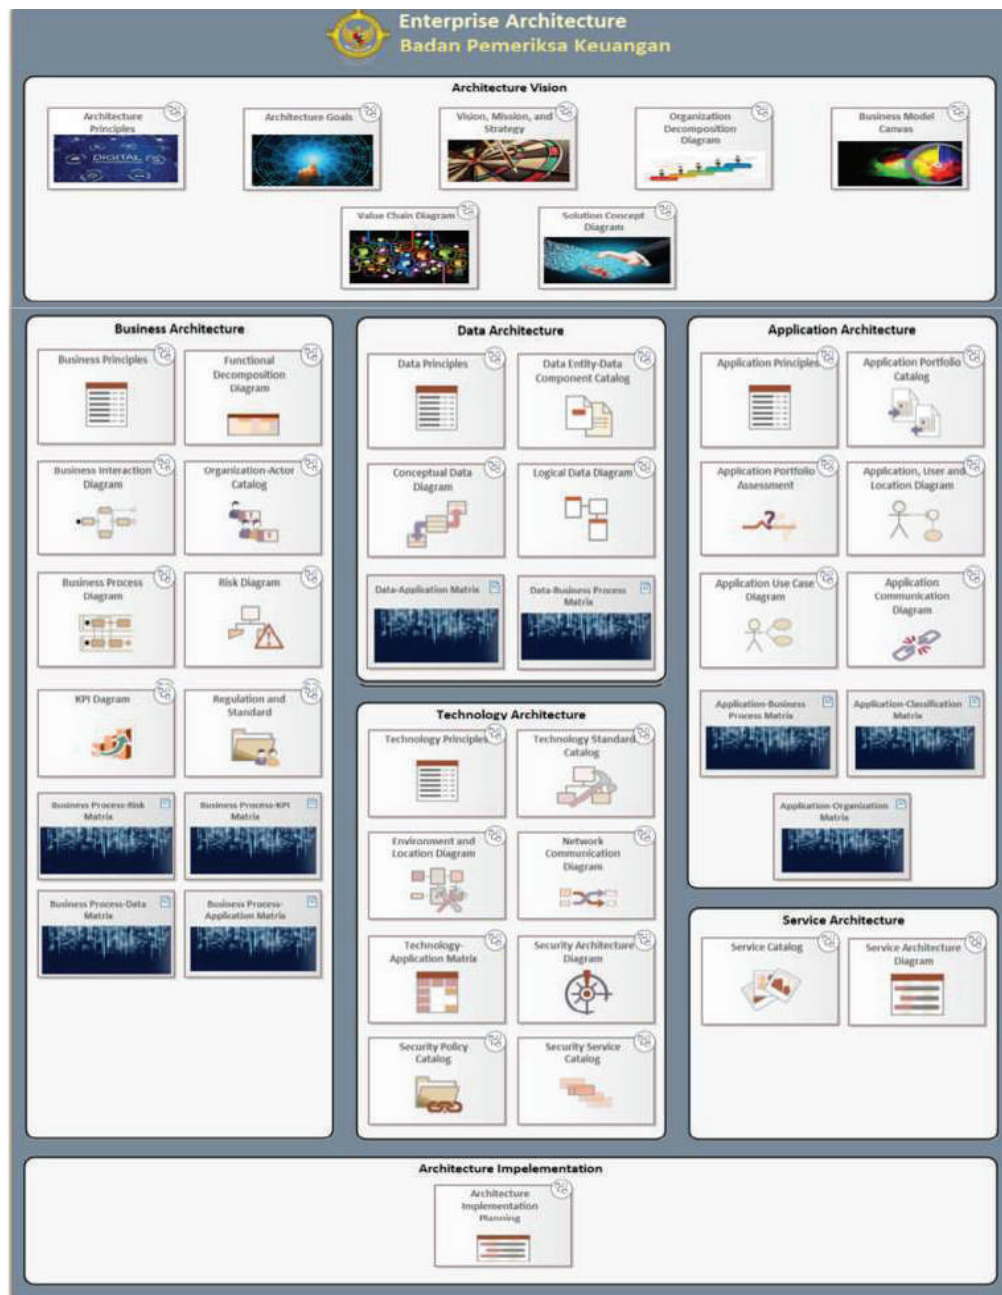 Enterprise Architecture
Badan Pemeriksa Keuangan
Architecture Vision
Architecture
Principles
DIGITAL
Architecture Goals
Vision, Mission, and
Strategy
Organization
Decomposition
Diagram
Business Model
Canvas
Value Chain Diagram
Solution Concept
Diagram
Business Architecture
Business Principles
Functional
Decomposition
Diagram
Business Interaction
Diagram
Organization-Actor
Catalog
Business Process
Diagram
Risk Diagram
KPI Dagram
Regulation and
Standard
Business Process-Risk
Matrix
Business Process-KPI
Matrix
Business Process-Data
Matrix
Business Process-
Application Matrix
Data Architecture
Data Principles
Data Entity-Data
Component Catalog
Conceptual Data
Diagram
Logical Data Diagram
Data-Application Matrix
Data-Business Process
Matrix
Technology Architecture
Technology Principles
Technology Standard
Catalog
Environment and
Location Diagram
Network
Communication
Diagram
Technology-
Application Matrix
Security Architecture
Diagram
Security Policy
Catalog
Security Service
Catalog
Application Architecture
Application Principles
Application Portfolio
Catalog
Application Portfolio
Assessment
Application, User and
Location Diagram
Application Use Case
Diagram
Application
Communication
Diagram
Application-Business
Process Matrix
Application-Classification
Matrix
Application-Organization
Matrix
Service Architecture
Service Catalog
Service Architecture
Diagram
Architecture Impelementation
Architecture
Implementation
Planning